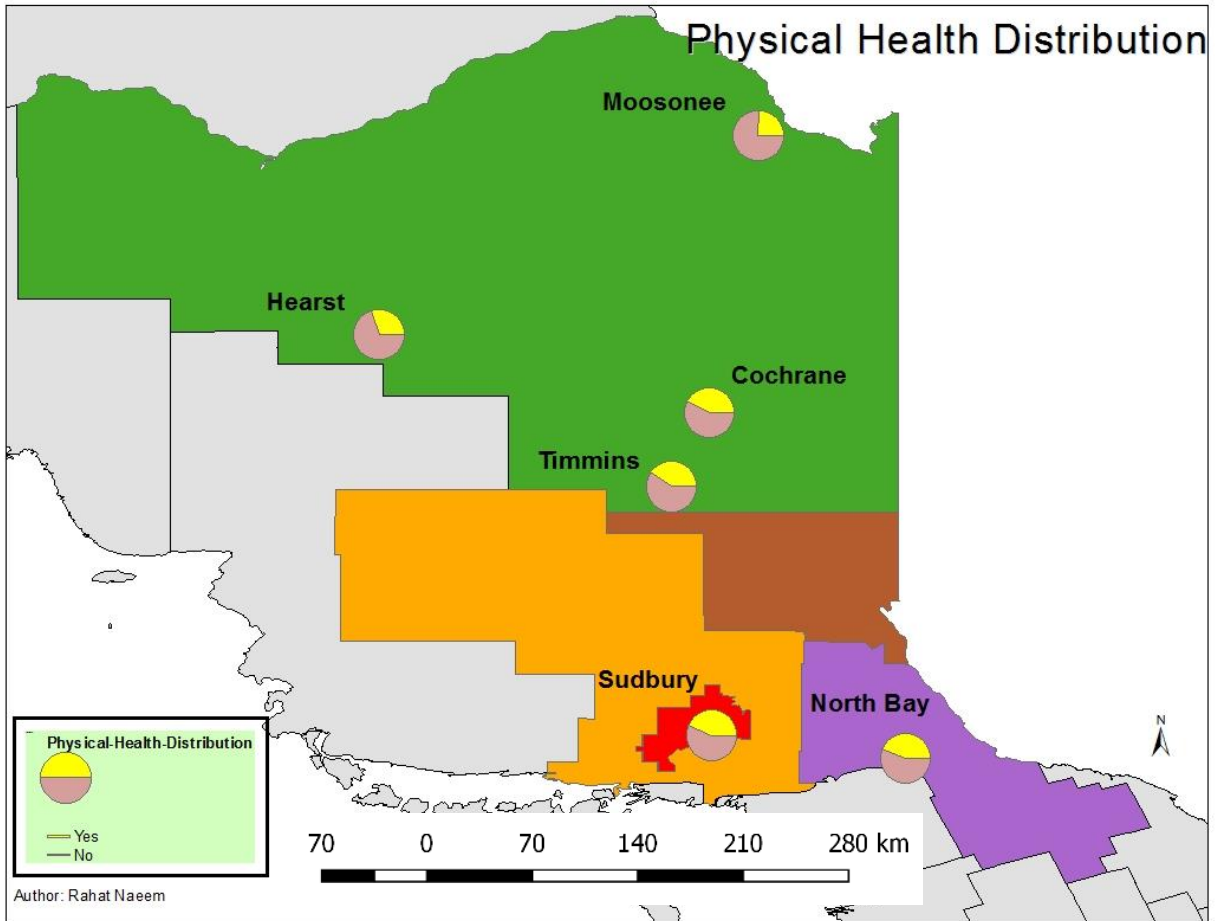 Physical Health Distribution
Moosonee
Hearst
Cochrane
Timmins
Sudbury
North Bay
N
Physical-Health-Distribution
Yes
No
70 0 70 140 210 280 km
Author: Rahat Naeem